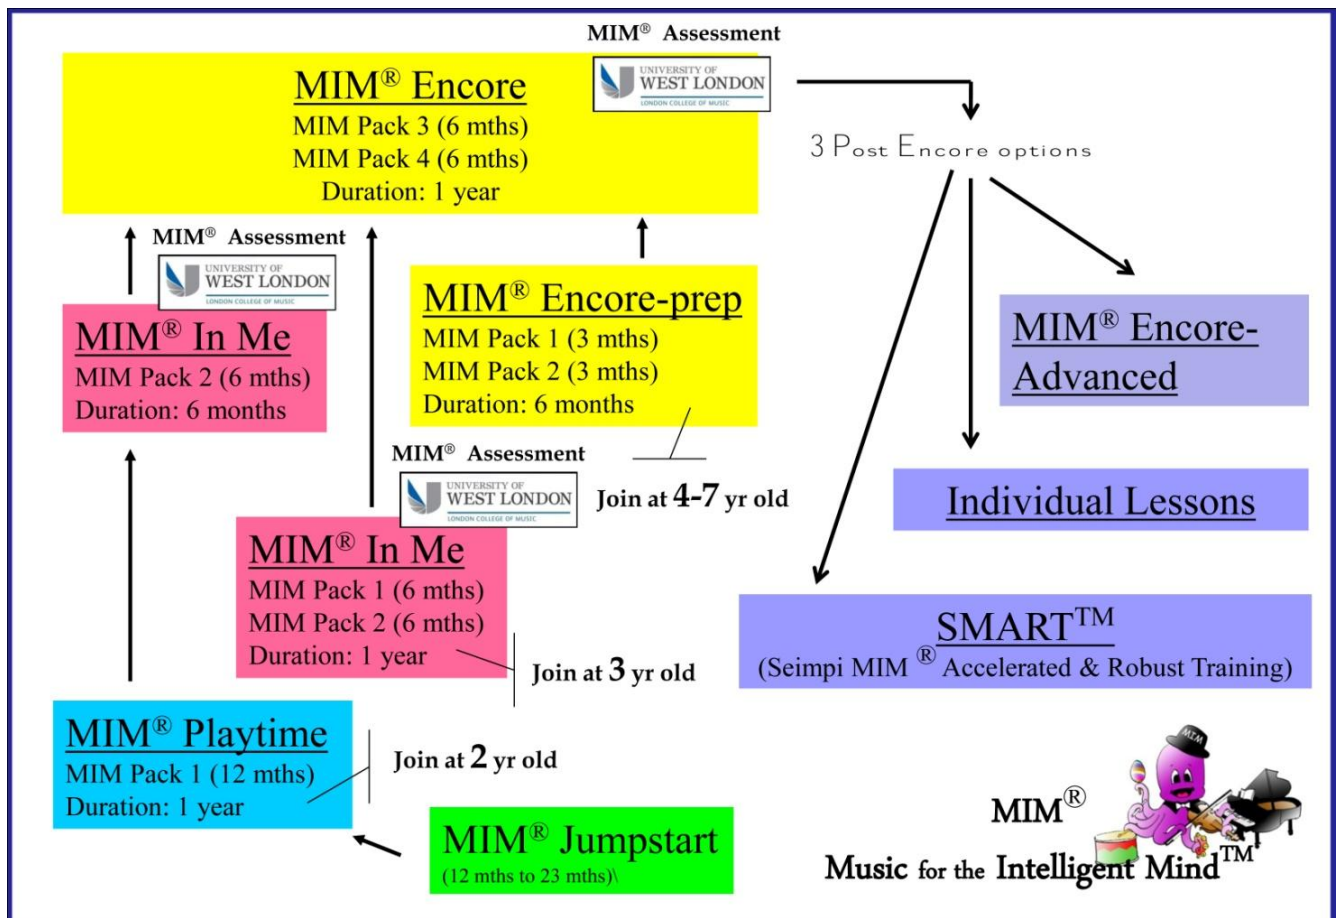 MIM® Assessment
UNIVERSITY OF
WEST LONDON
LONDON COLLEGE OF MUSIC
MIM® Encore
MIM Pack 3 (6 mths)
MIM Pack 4 (6 mths)
Duration: 1 year
3 Post Encore options
MIM® Assessment
UNIVERSITY OF
WEST LONDON
LONDON COLLEGE OF MUSIC
MIM® In Me
MIM Pack 2 (6 mths)
Duration: 6 months
MIM® Encore-prep
MIM Pack 1 (3 mths)
MIM Pack 2 (3 mths)
Duration: 6 months
Join at 4-7 yr old
MIM® Encore-
Advanced
Individual Lessons
SMART™
(Seimpi MIM ® Accelerated & Robust Training)
MIM® Assessment
UNIVERSITY OF
WEST LONDON
LONDON COLLEGE OF MUSIC
MIM® In Me
MIM Pack 1 (6 mths)
MIM Pack 2 (6 mths)
Duration: 1 year
Join at 3 yr old
MIM® Playtime
MIM Pack 1 (12 mths)
Duration: 1 year
Join at 2 yr old
MIM® Jumpstart
(12 mths to 23 mths)\
MIM
MIM®
Music for the Intelligent Mind™